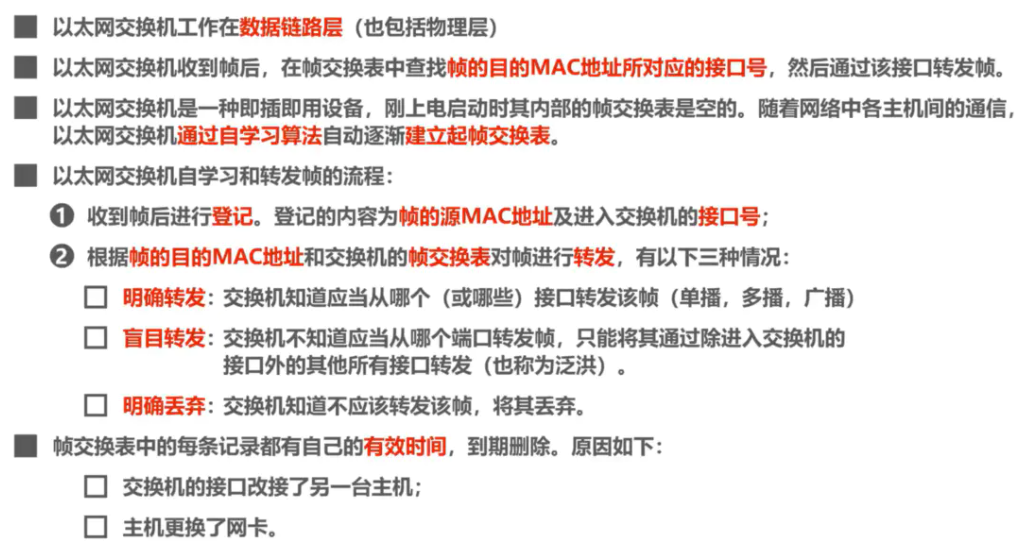 以太网交换机工作在数据链路层（也包括物理层）
以太网交换机收到帧后，在帧交换表中查找帧的目的MAC地址所对应的接口号，然后通过该接口转发帧。
以太网交换机是一种即插即用设备，刚上电启动时其内部的帧交换表是空的。随着网络中各主机间的通信，
以太网交换机通过自学习算法自动逐渐建立起帧交换表。
以太网交换机自学习和转发帧的流程：
❶ 收到帧后进行登记。登记的内容为帧的源MAC地址及进入交换机的接口号；
❷ 根据帧的目的MAC地址和交换机的帧交换表对帧进行转发，有以下三种情况：
明确转发：交换机知道应当从哪个（或哪些）接口转发该帧（单播，多播，广播）
盲目转发：交换机不知道应当从哪个端口转发帧，只能将其通过除进入交换机的
接口外的其他所有接口转发（也称为泛洪）。
明确丢弃：交换机知道不应该转发该帧，将其丢弃。
帧交换表中的每条记录都有自己的有效时间，到期删除。原因如下：
交换机的接口改接了另一台主机；
主机更换了网卡。